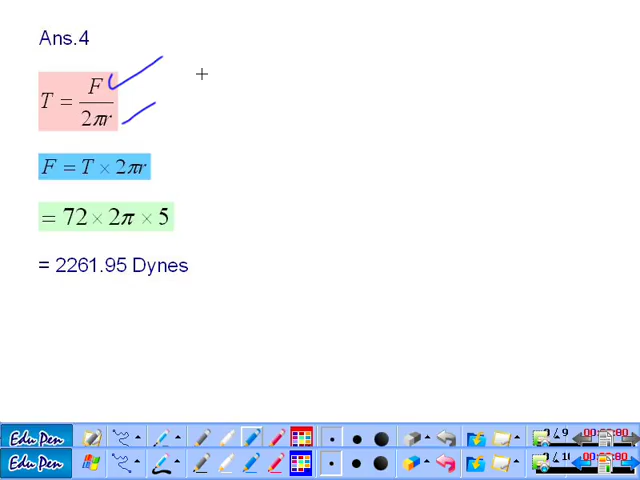 Ans.4
T = F / 2πr
F = T × 2πr
= 72 × 2π × 5
= 2261.95 Dynes
Edu Pen
Edu Pen